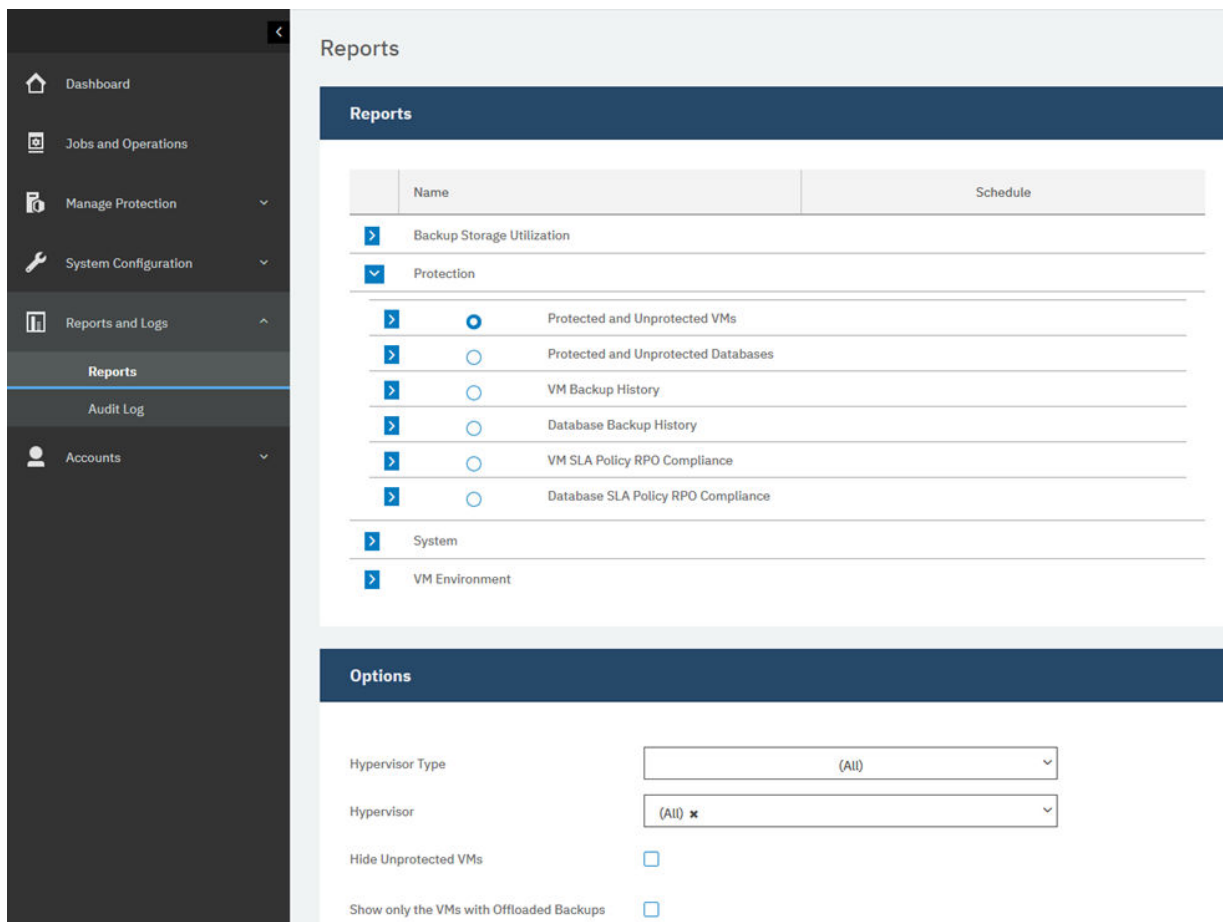 Reports
Dashboard
Jobs and Operations
Manage Protection
System Configuration
Reports and Logs
Reports
Audit Log
Accounts
Reports
Name Schedule
Backup Storage Utilization
Protection
Protected and Unprotected VMs
Protected and Unprotected Databases
VM Backup History
Database Backup History
VM SLA Policy RPO Compliance
Database SLA Policy RPO Compliance
System
VM Environment
Options
Hypervisor Type (All)
Hypervisor (All) ×
Hide Unprotected VMs
Show only the VMs with Offloaded Backups